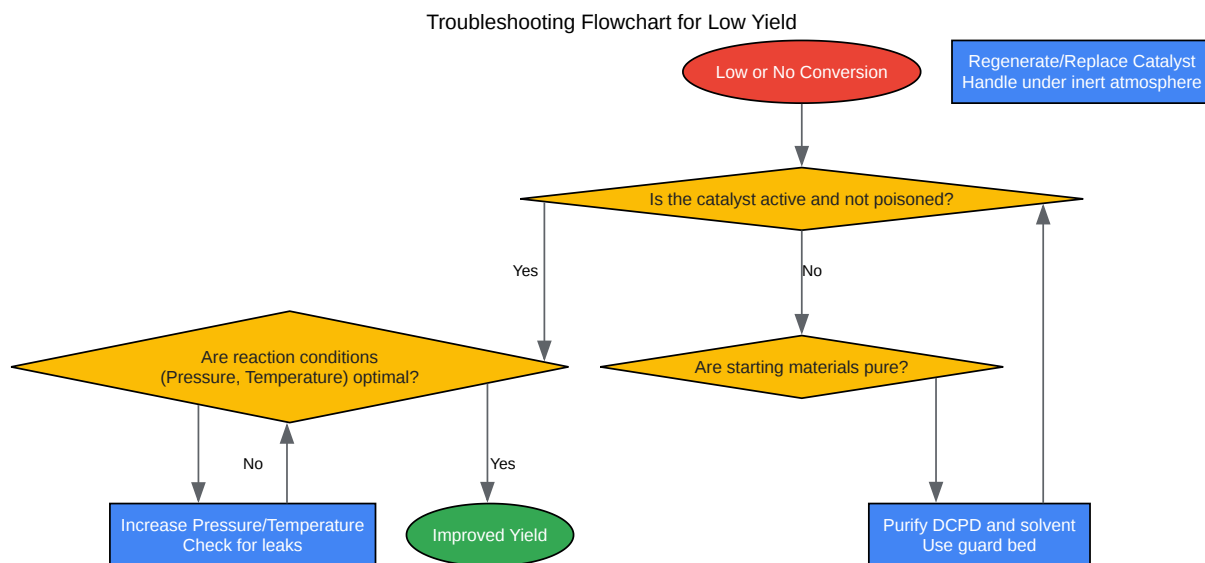 Troubleshooting Flowchart for Low Yield
Low or No Conversion
Regenerate/Replace Catalyst
Handle under inert atmosphere
Is the catalyst active and not poisoned?
Yes
No
Are reaction conditions
(Pressure, Temperature) optimal?
Are starting materials pure?
No
Yes
Increase Pressure/Temperature
Check for leaks
Improved Yield
Purify DCPD and solvent
Use guard bed